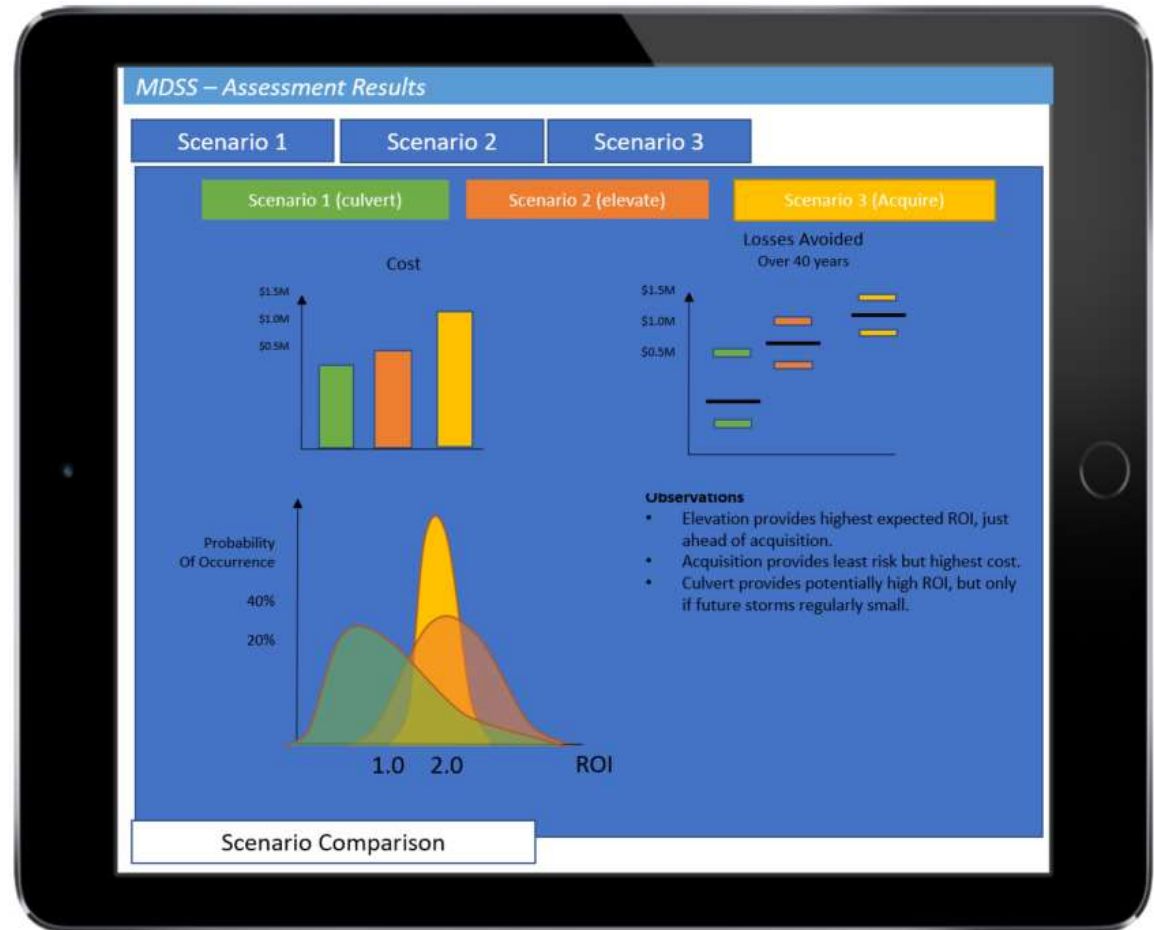 MDSS – Assessment Results
Scenario 1
Scenario 2
Scenario 3
Scenario 1 (culvert)
Scenario 2 (elevate)
Scenario 3 (Acquire)
Cost
$1.5M
$1.0M
$0.5M
Losses Avoided
Over 40 years
$1.5M
$1.0M
$0.5M
Probability
Of Occurrence
40%
20%
1.0
2.0
ROI
Observations
• Elevation provides highest expected ROI, just
ahead of acquisition.
• Acquisition provides least risk but highest cost.
• Culvert provides potentially high ROI, but only
if future storms regularly small.
Scenario Comparison